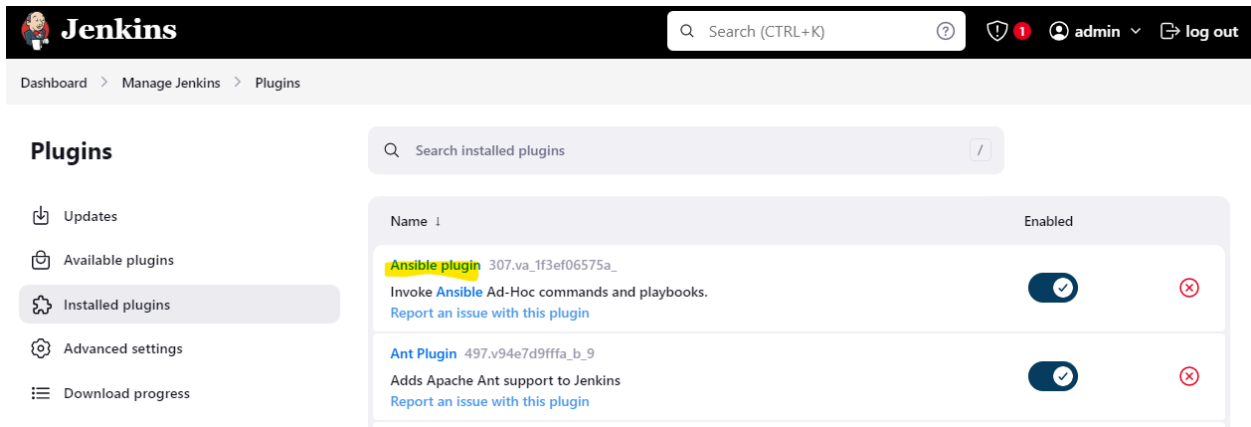 Jenkins
Search (CTRL+K)
1
admin
log out
Dashboard > Manage Jenkins > Plugins
Plugins
Search installed plugins /
Updates
Available plugins
Installed plugins
Advanced settings
Download progress
Name ↓ Enabled
Ansible plugin 307.va_1f3ef06575a_
Invoke Ansible Ad-Hoc commands and playbooks.
Report an issue with this plugin
Ant Plugin 497.v94e7d9fffa_b_9
Adds Apache Ant support to Jenkins
Report an issue with this plugin